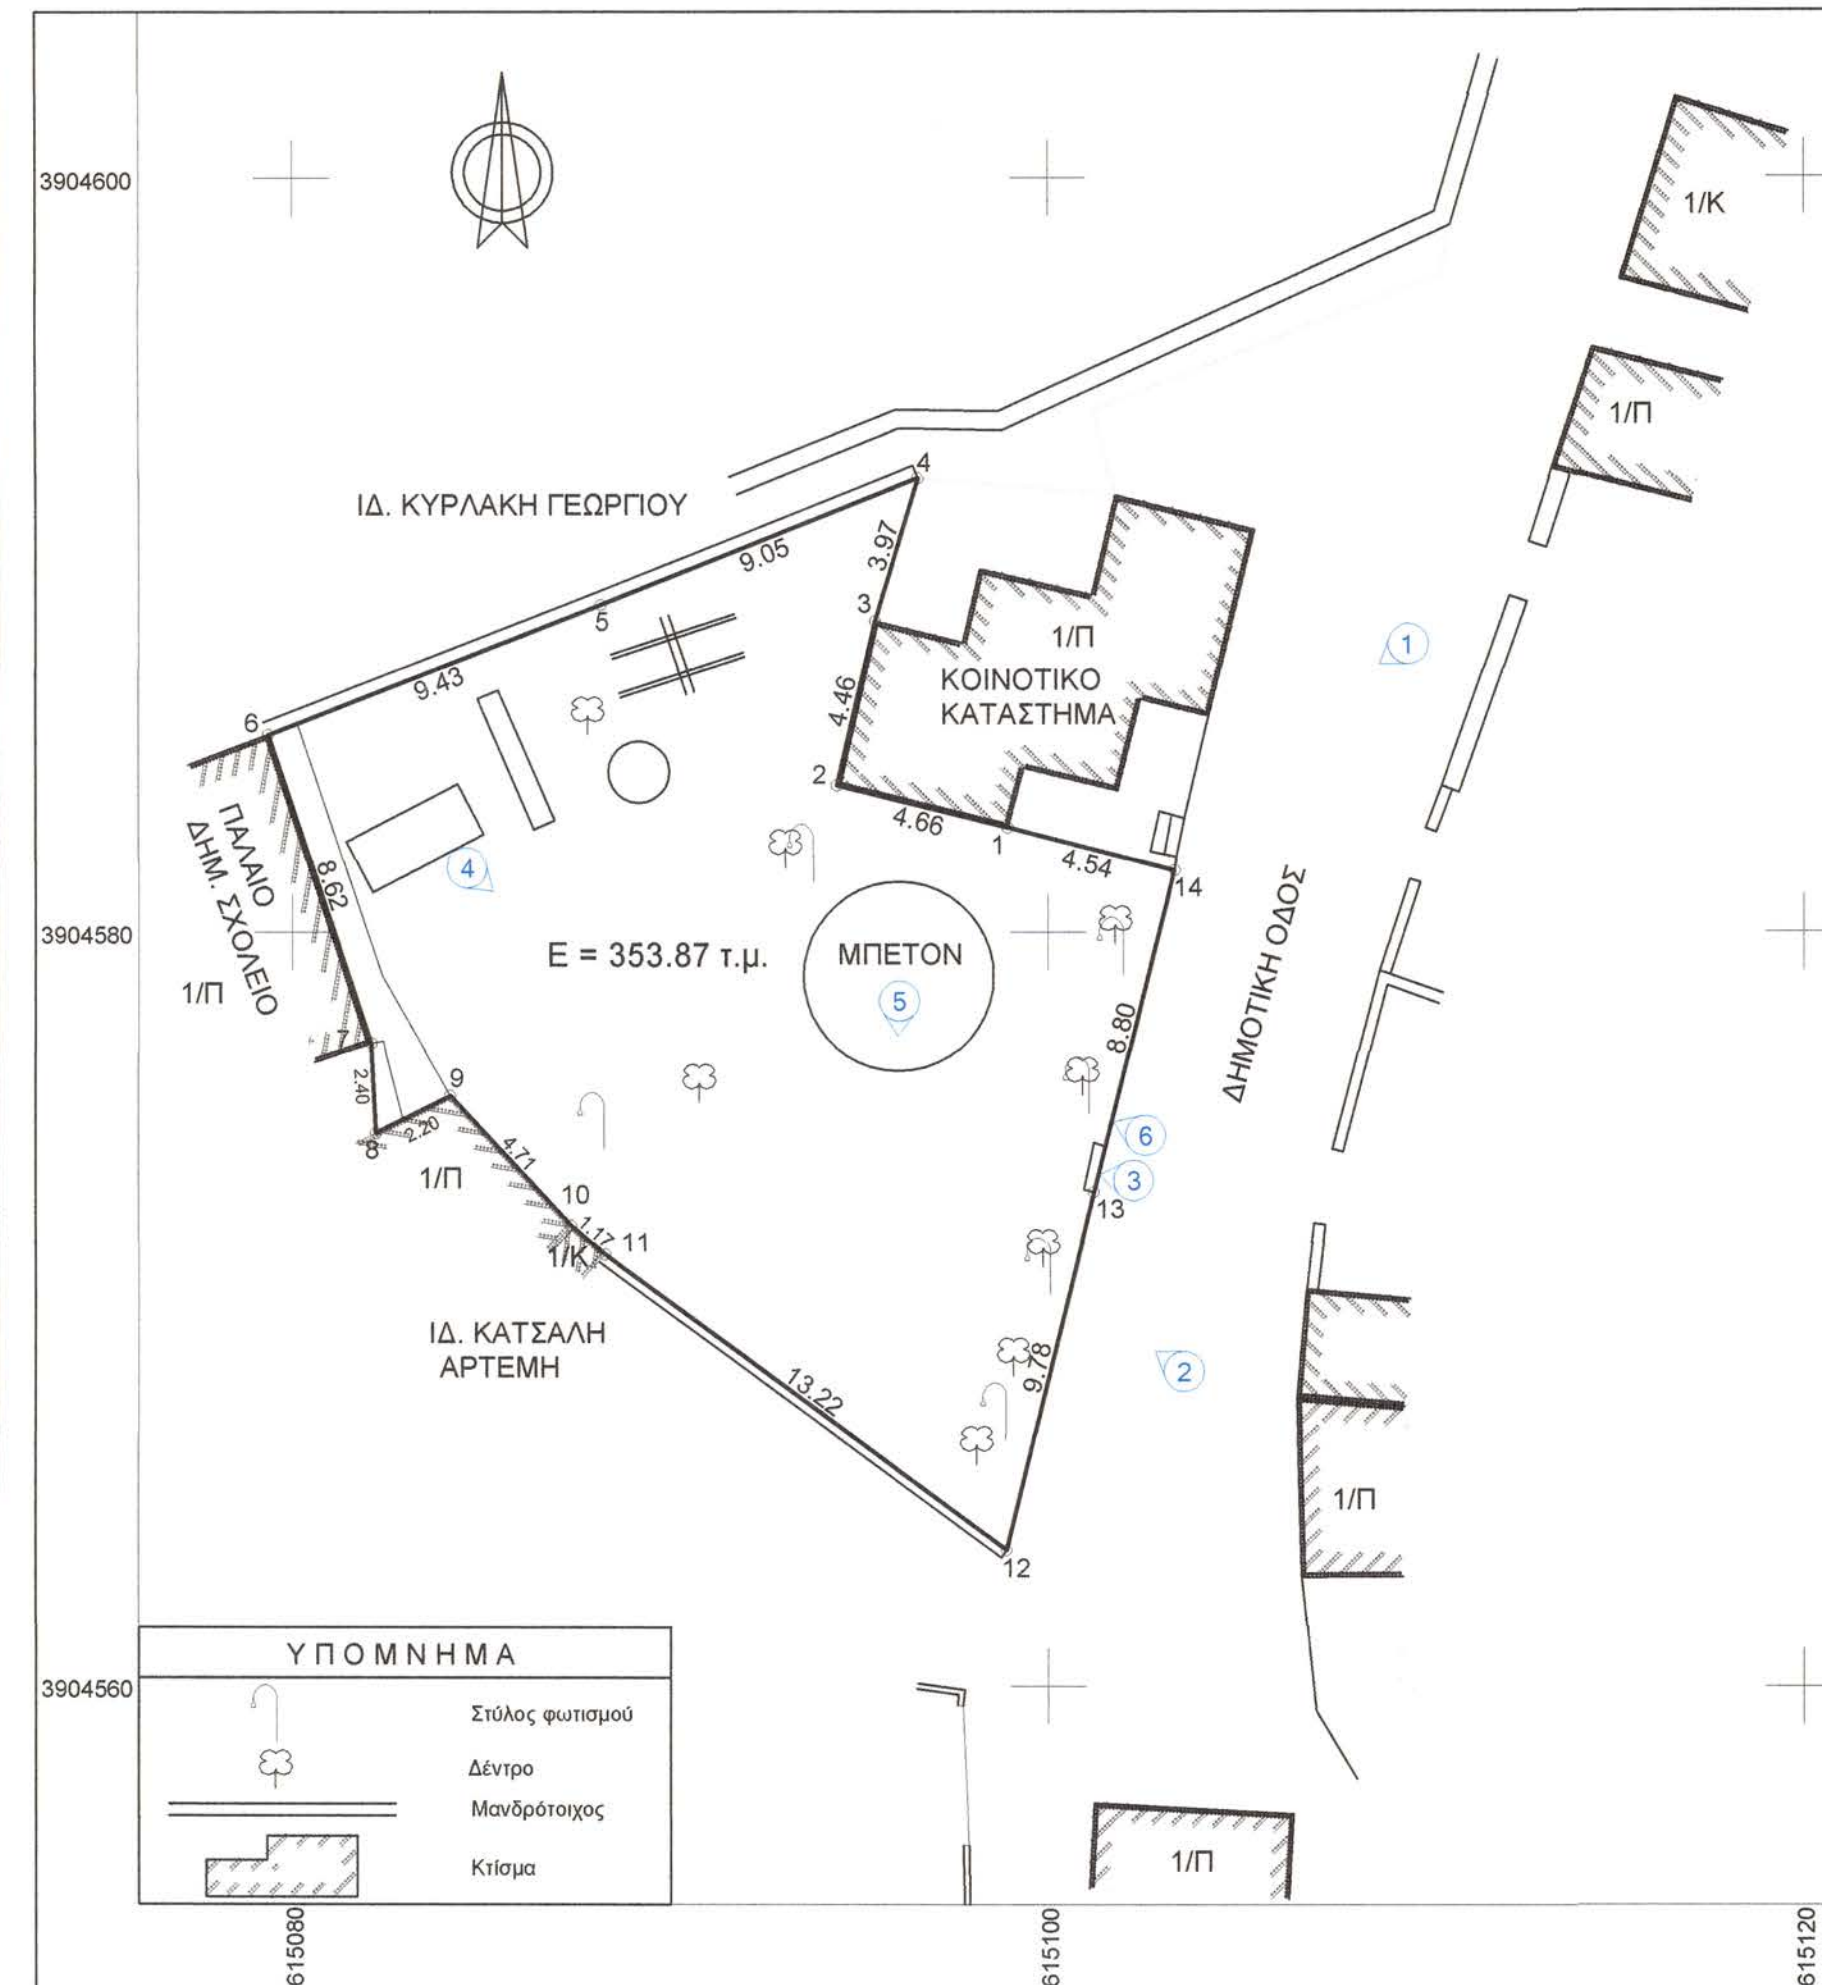 3904600
1/Κ
1/Π
4
ΙΔ. ΚΥΡΛΑΚΗ ΓΕΩΡΓΙΟΥ
9.05
3.97
3
5
1/Π
1
ΚΟΙΝΟΤΙΚΟ
ΚΑΤΑΣΤΗΜΑ
9.43
4.46
6
2
4.66
1
4.54
14
ΠΑΛΑΙΟ
ΔΗΜ. ΣΧΟΛΕΙΟ
8.62
4
3904580
Ε = 353.87 τ.μ.
ΜΠΕΤΟΝ
5
ΔΗΜΟΤΙΚΗ ΟΔΟΣ
1/Π
8.80
7
2.40
9
8
2.20
4.71
1/Π
6
3
13
10
1.17
11
1/Κ
ΙΔ. ΚΑΤΣΑΛΗ
ΑΡΤΕΜΗ
13.22
9.78
2
1/Π
12
ΥΠΟΜΝΗΜΑ
3904560
Στύλος φωτισμού
Δέντρο
Μανδρότοιχος
Κτίσμα
1/Π
615080
615100
615120